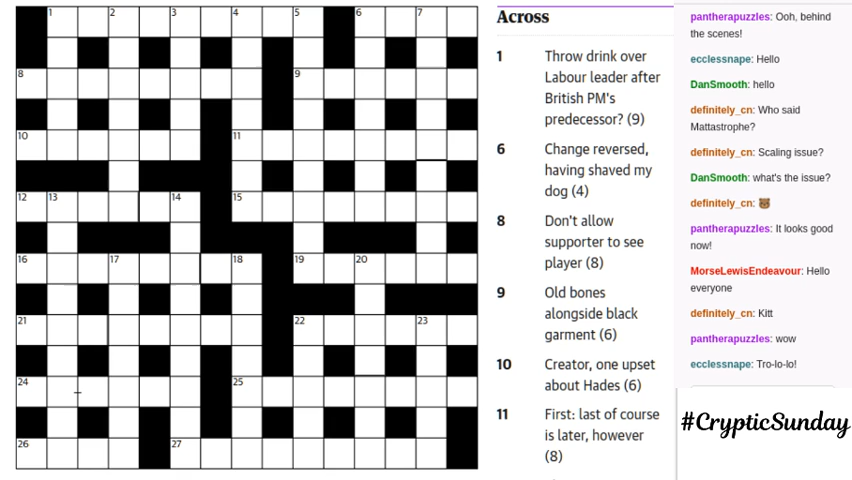 1 2 3 4 5 6 7
8 9
10 11
12 13 14 15
16 17 18 19 20
21 22 23
24 25
26 27
Across
1 Throw drink over
Labour leader after
British PM's
predecessor? (9)
6 Change reversed,
having shaved my
dog (4)
8 Don't allow
supporter to see
player (8)
9 Old bones
alongside black
garment (6)
10 Creator, one upset
about Hades (6)
11 First: last of course
is later, however
(8)
pantherapuzzles: Ooh, behind
the scenes!
ecclessnape: Hello
DanSmooth: hello
definitely_cn: Who said
Mattastrophe?
definitely_cn: Scaling issue?
DanSmooth: what's the issue?
definitely_cn: 🐻
pantherapuzzles: It looks good
now!
MorseLewisEndeavour: Hello
everyone
definitely_cn: Kitt
pantherapuzzles: wow
ecclessnape: Tro-lo-lo!
#CrypticSunday